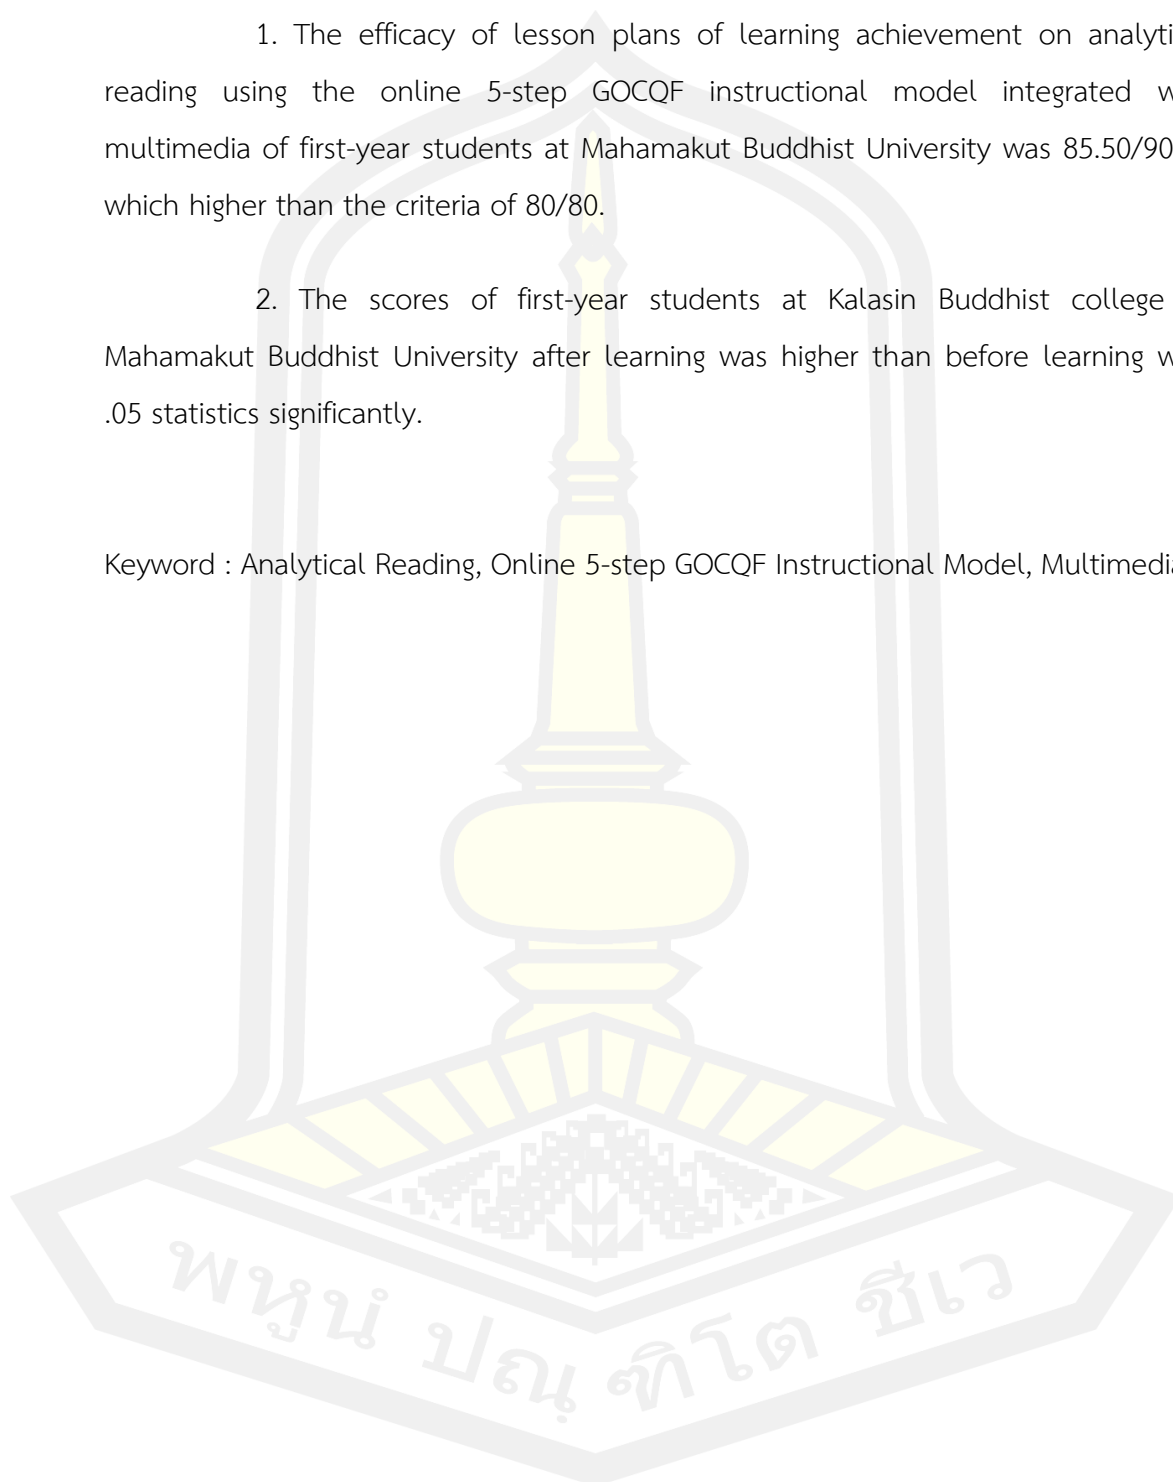 1. The efficacy of lesson plans of learning achievement on analyti
reading using the online 5-step GOCQF instructional model integrated w
multimedia of first-year students at Mahamakut Buddhist University was 85.50/90
which higher than the criteria of 80/80.
2. The scores of first-year students at Kalasin Buddhist college
Mahamakut Buddhist University after learning was higher than before learning w
.05 statistics significantly.
Keyword : Analytical Reading, Online 5-step GOCQF Instructional Model, Multimedia
พหูนํ ปณฺฑิโต ชีเว